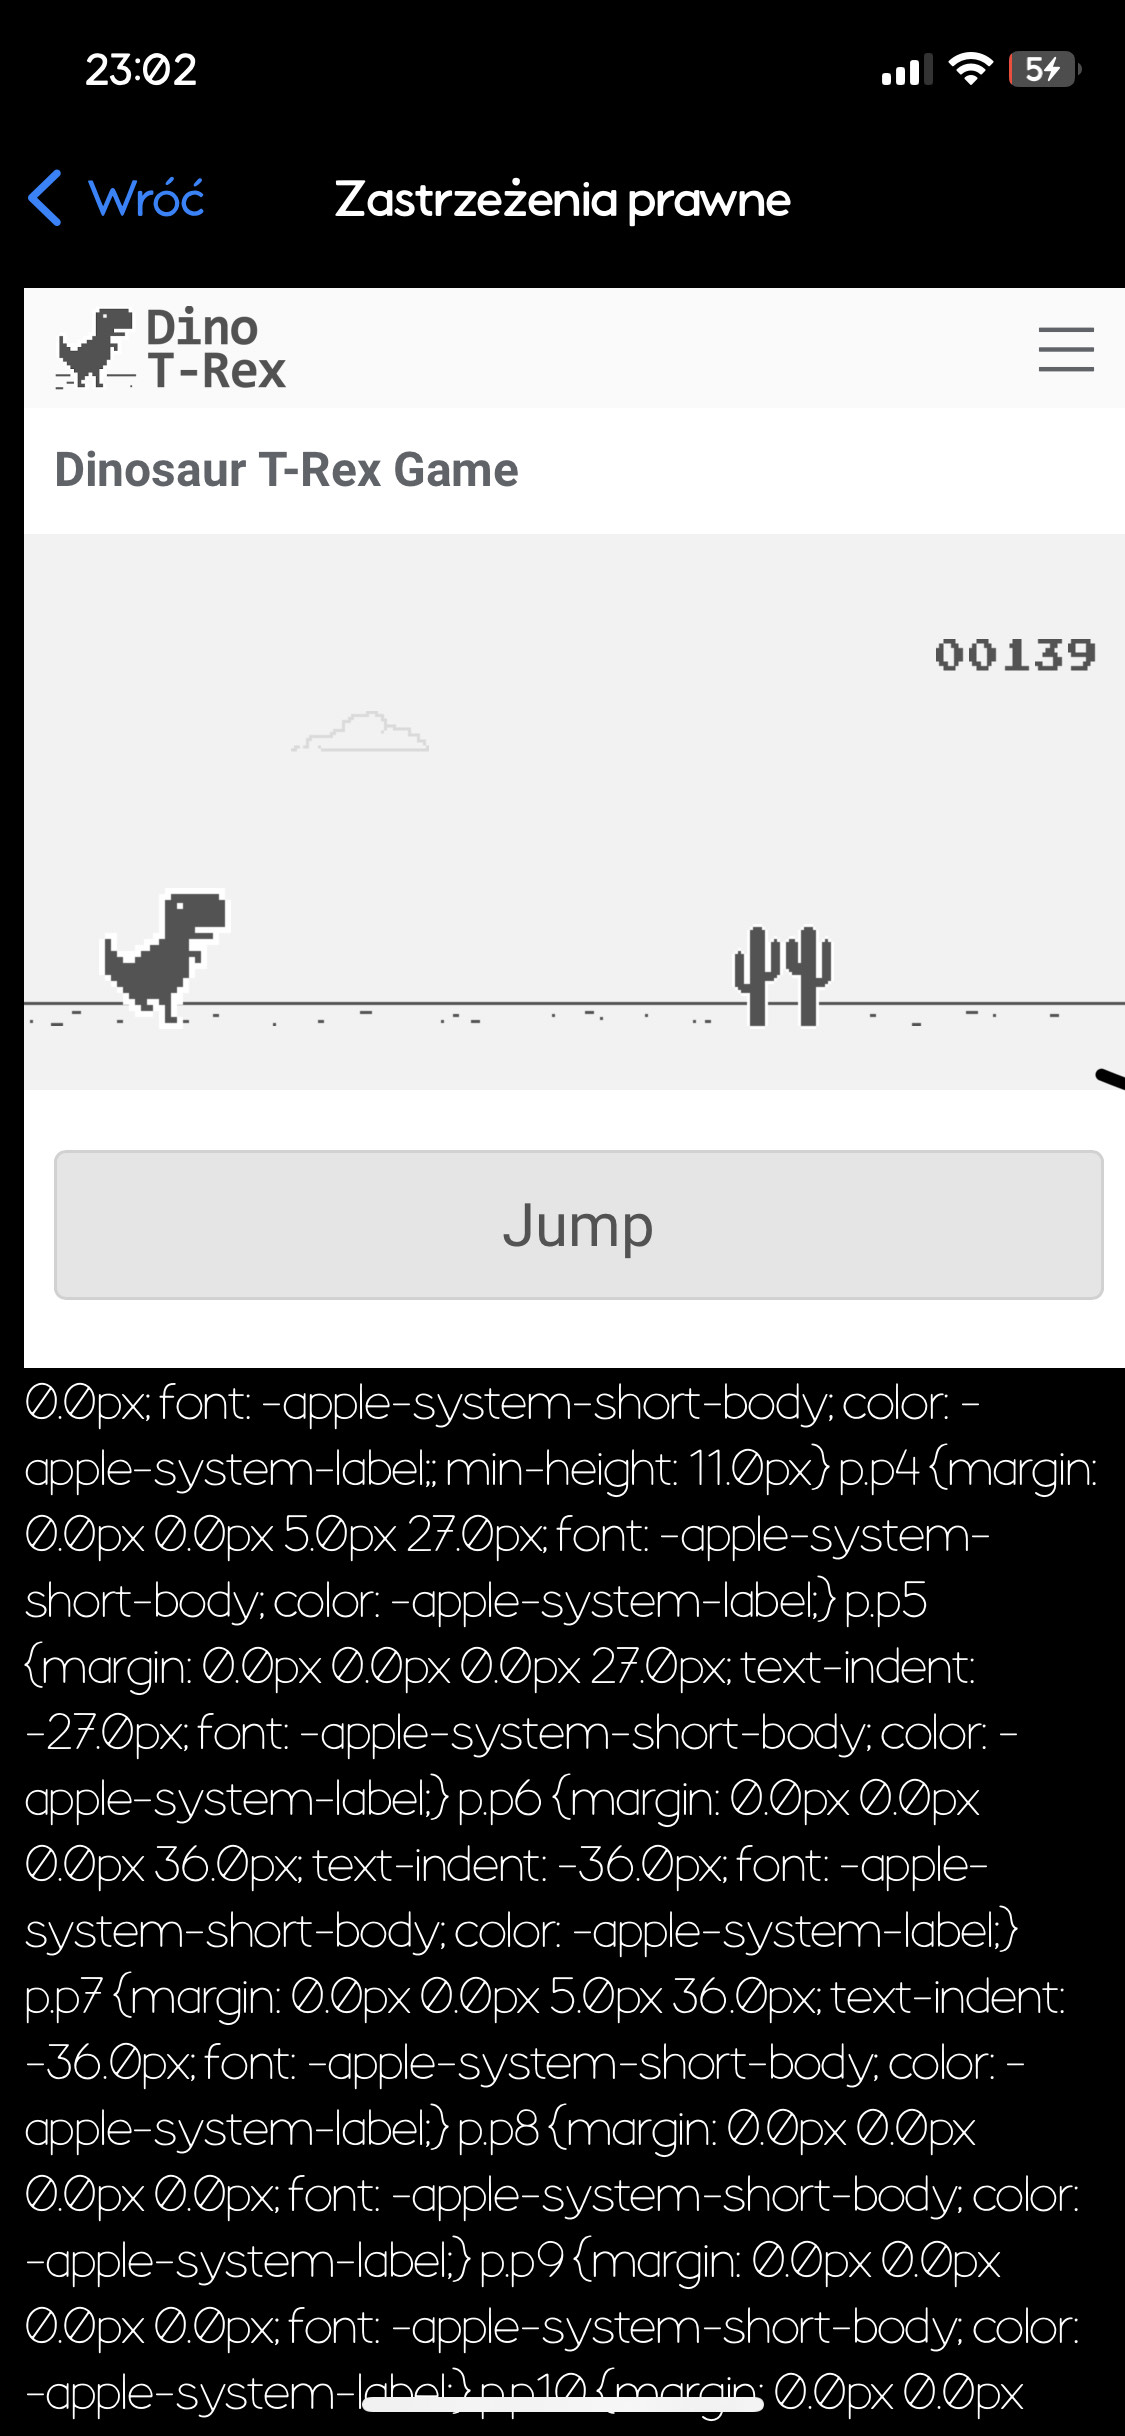 23:02
5
Wróć
Zastrzeżenia prawne
Dino
T-Rex
Dinosaur T-Rex Game
00139
Jump
0.0px; font: -apple-system-short-body; color: -
apple-system-label;; min-height: 11.0px} p.p4 {margin:
0.0px 0.0px 5.0px 27.0px; font: -apple-system-
short-body; color: -apple-system-label;} p.p5
{margin: 0.0px 0.0px 0.0px 27.0px; text-indent:
-27.0px; font: -apple-system-short-body; color: -
apple-system-label;} p.p6 {margin: 0.0px 0.0px
0.0px 36.0px; text-indent: -36.0px; font: -apple-
system-short-body; color: -apple-system-label;}
p.p7 {margin: 0.0px 0.0px 5.0px 36.0px; text-indent:
-36.0px; font: -apple-system-short-body; color: -
apple-system-label;} p.p8 {margin: 0.0px 0.0px
0.0px 0.0px; font: -apple-system-short-body; color:
-apple-system-label;} p.p9 {margin: 0.0px 0.0px
0.0px 0.0px; font: -apple-system-short-body; color:
-apple-system-label;} p.p10 {margin: 0.0px 0.0px